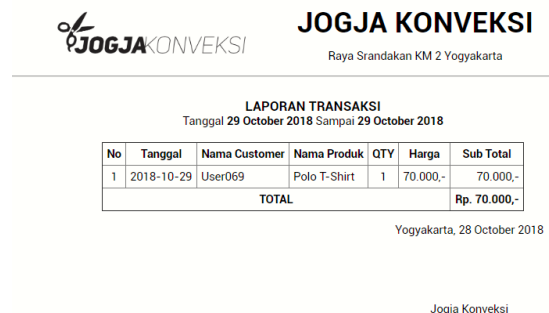 JOGJAKONVEKSI
JOGJA KONVEKSI
Raya Srandakan KM 2 Yogyakarta
LAPORAN TRANSAKSI
Tanggal 29 October 2018 Sampai 29 October 2018
No Tanggal Nama Customer Nama Produk QTY Harga Sub Total
1 2018-10-29 User069 Polo T-Shirt 1 70.000,- 70.000,-
TOTAL Rp. 70.000,-
Yogyakarta, 28 October 2018
Jogja Konveksi